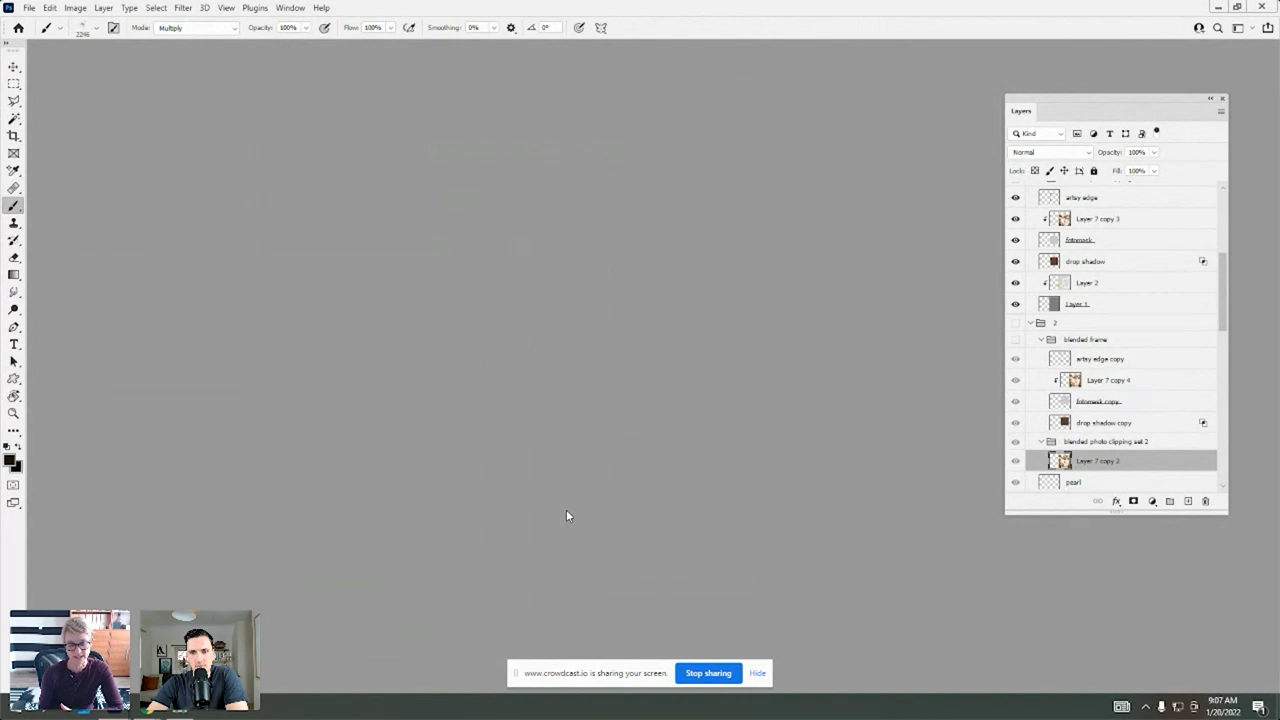 Ps File Edit Image Layer Type Select Filter 3D View Plugins Window Help
2246 Mode: Multiply Opacity: 100% Flow: 100% Smoothing: 0% 0°
Layers
Kind
Normal Opacity: 100%
Lock: Fill: 100%
artsy edge
Layer 7 copy 3
fotomask
drop shadow
Layer 2
Layer 1
2
blended frame
artsy edge copy
Layer 7 copy 4
fotomask copy
drop shadow copy
blended photo clipping set 2
Layer 7 copy 2
pearl
fx
www.crowdcast.io is sharing your screen. Stop sharing Hide
9:07 AM
1/20/2022